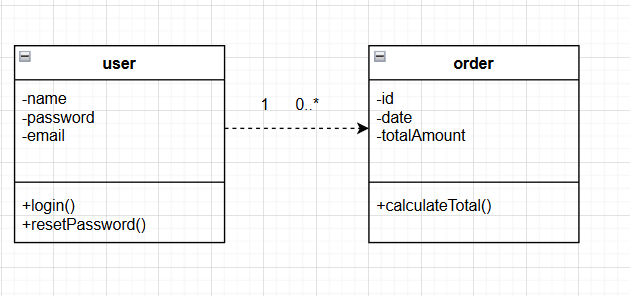 user
-name
-password
-email
+login()
+resetPassword()
1 0..*
order
-id
-date
-totalAmount
+calculateTotal()